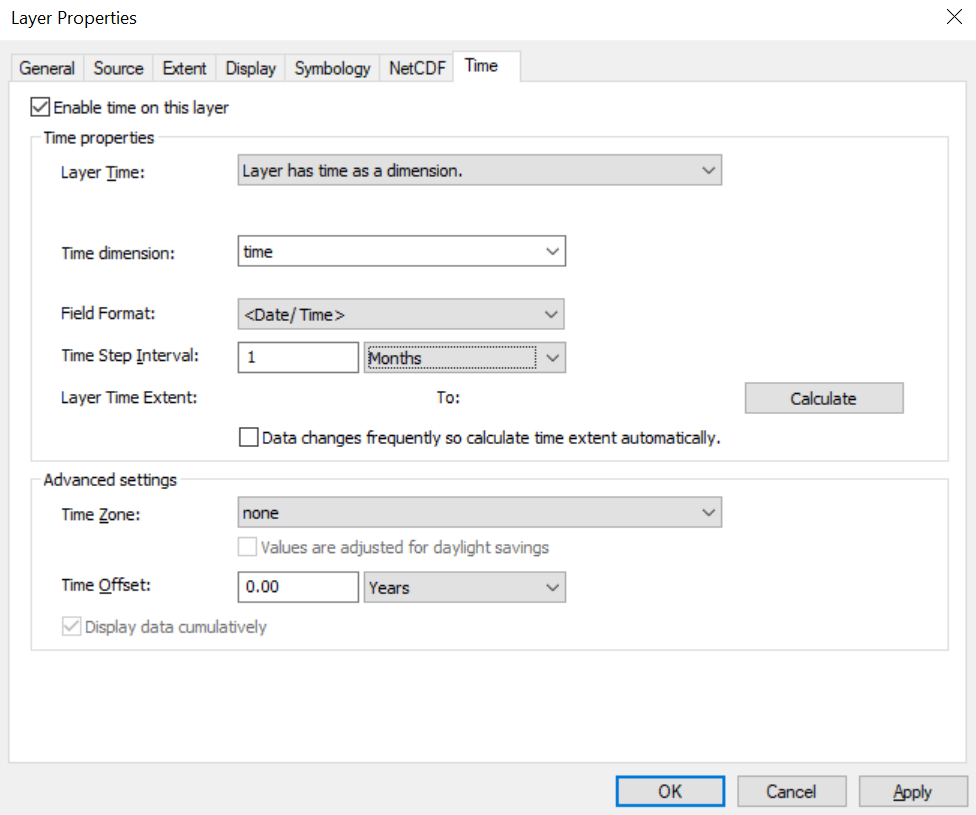 Layer Properties
General Source Extent Display Symbology NetCDF Time
Enable time on this layer
Time properties
Layer Time: Layer has time as a dimension.
Time dimension: time
Field Format: <Date/ Time>
Time Step Interval: 1 Months
Layer Time Extent: To: Calculate
Data changes frequently so calculate time extent automatically.
Advanced settings
Time Zone: none
Values are adjusted for daylight savings
Time Offset: 0.00 Years
Display data cumulatively
OK Cancel Apply